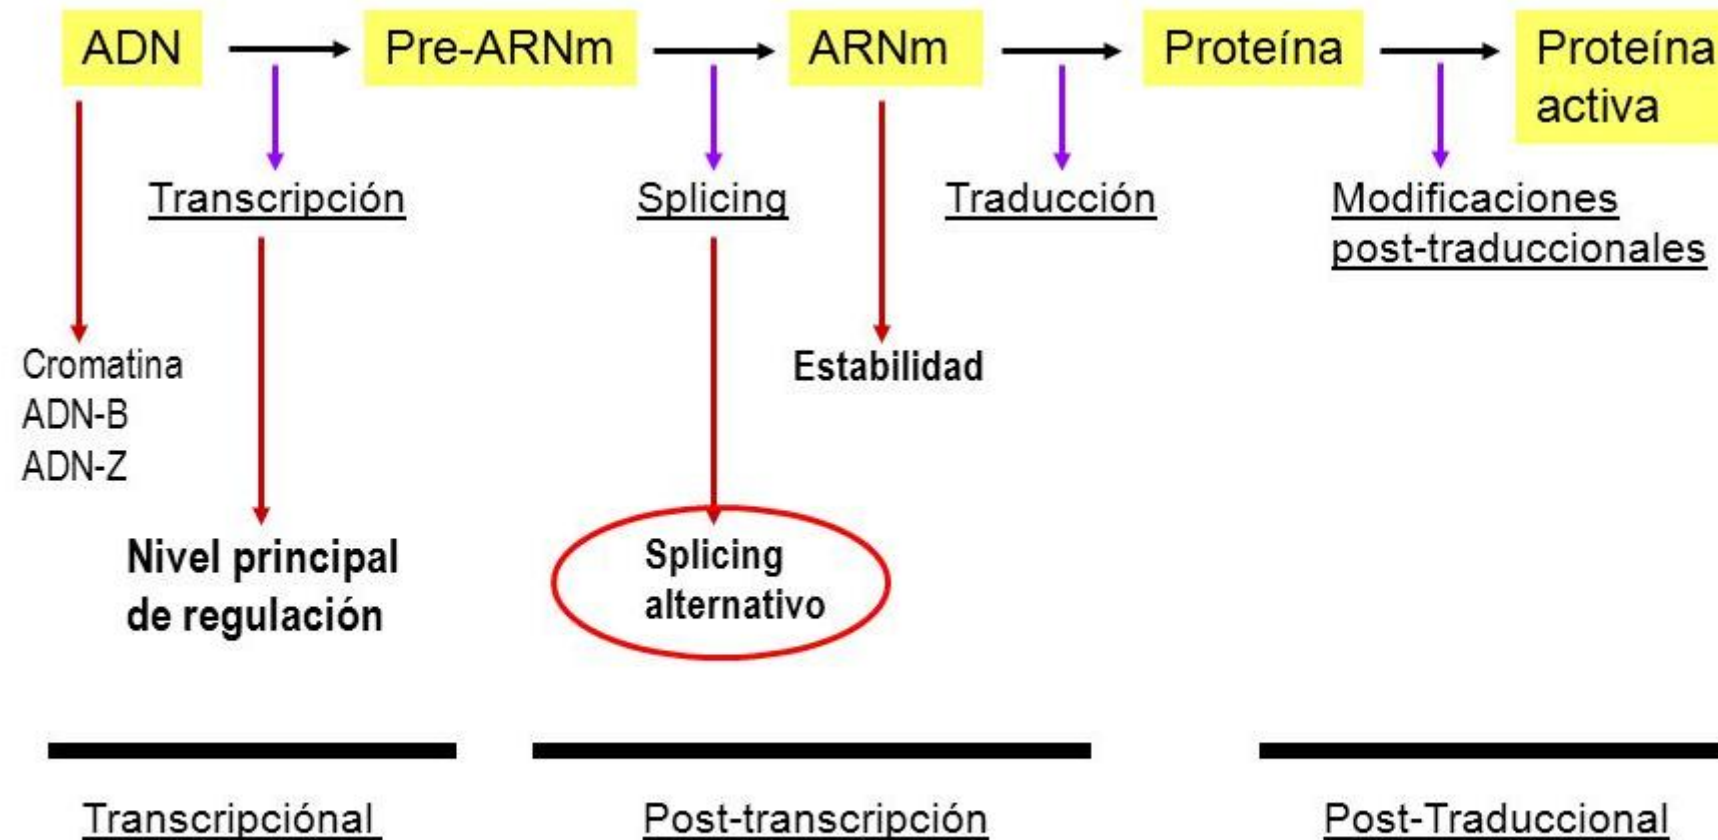 ADN
Pre-ARNm
ARNm
Proteína
Proteína
activa
Transcripción
Splicing
Traducción
Modificaciones
post-traduccionales
Cromatina
ADN-B
ADN-Z
Estabilidad
Nivel principal
de regulación
Splicing
alternativo
Transcripciónal
Post-transcripción
Post-Traduccional